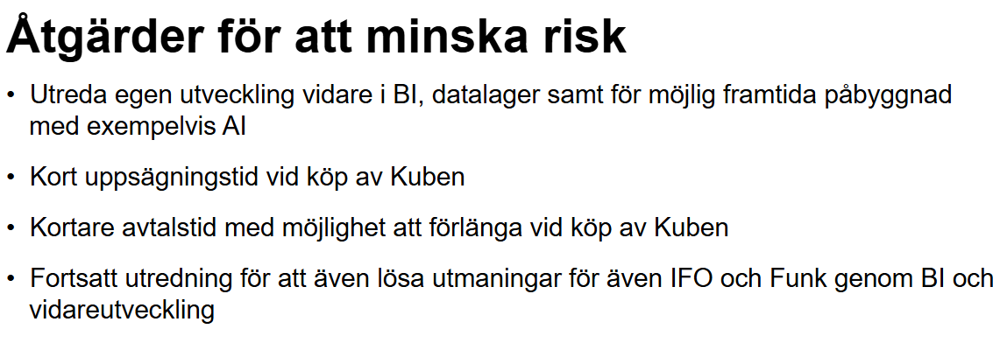 Åtgärder för att minska risk
• Utreda egen utveckling vidare i BI, datalager samt för möjlig framtida påbyggnad
med exempelvis AI
• Kort uppsägningstid vid köp av Kuben
• Kortare avtalstid med möjlighet att förlänga vid köp av Kuben
• Fortsatt utredning för att även lösa utmaningar för även IFO och Funk genom BI och
vidareutveckling